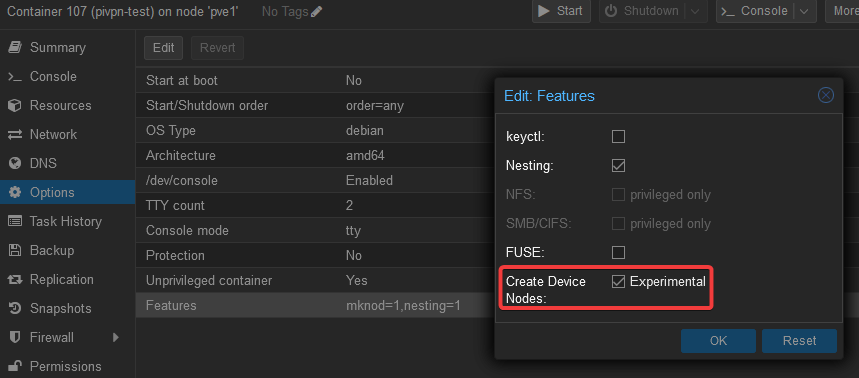 Container 107 (pivpn-test) on node 'pve1' No Tags Start Shutdown Console More
Summary
Console
Resources
Network
DNS
Options
Task History
Backup
Replication
Snapshots
Firewall
Permissions
Edit Revert
Start at boot No
Start/Shutdown order order=any
OS Type debian
Architecture amd64
/dev/console Enabled
TTY count 2
Console mode tty
Protection No
Unprivileged container Yes
Features mknod=1,nesting=1
Edit: Features
keyctl:
Nesting:
NFS: privileged only
SMB/CIFS: privileged only
FUSE:
Create Device Experimental
Nodes:
OK Reset